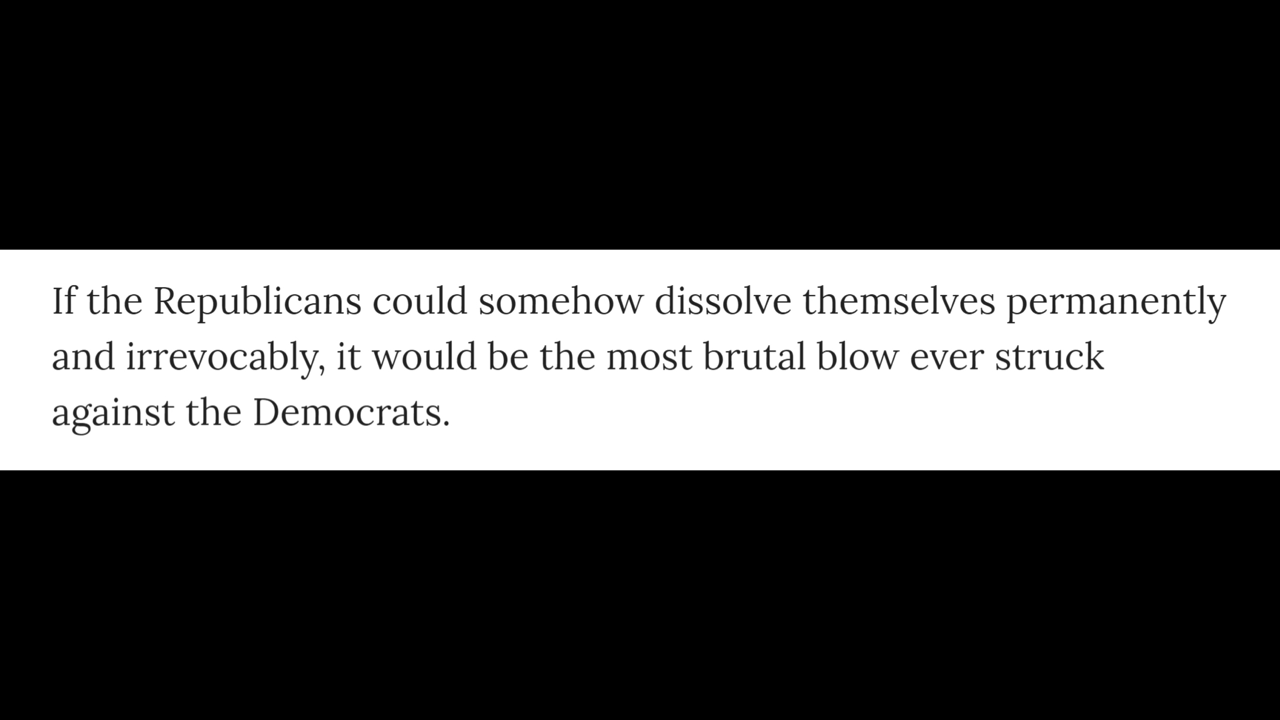 If the Republicans could somehow dissolve themselves permanently
and irrevocably, it would be the most brutal blow ever struck
against the Democrats.